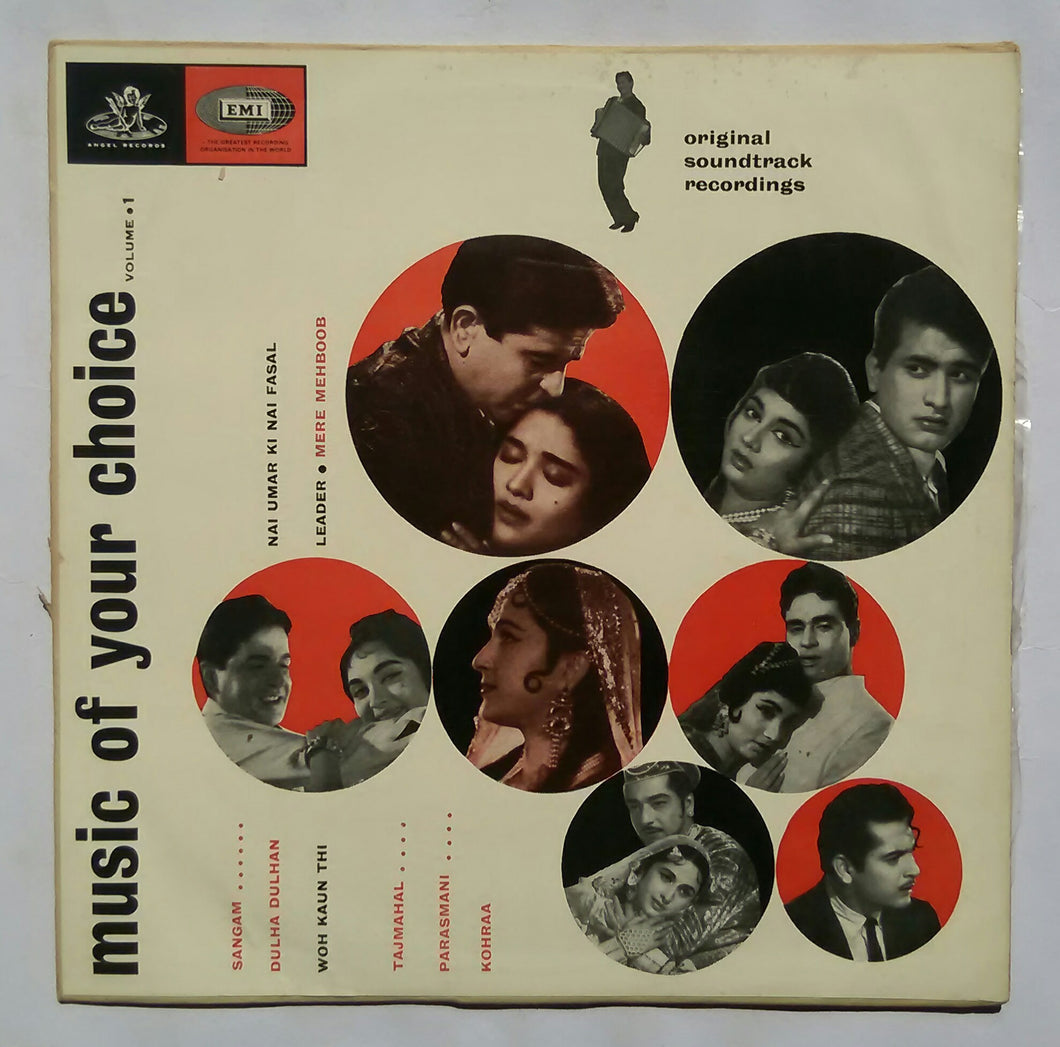 ANGEL RECORDS
EMI
THE GREATEST RECORDING
ORGANISATION IN THE WORLD
original
soundtrack
recordings
music of your choice VOLUME • 1
SANGAM . . . . . . .
DULHA DULHAN
NAI UMAR KI NAI FASAL
WOH KAUN THI
LEADER • MERE MEHBOOB
TAJMAHAL . . . .
PARASMANI . . . .
KOHRAA